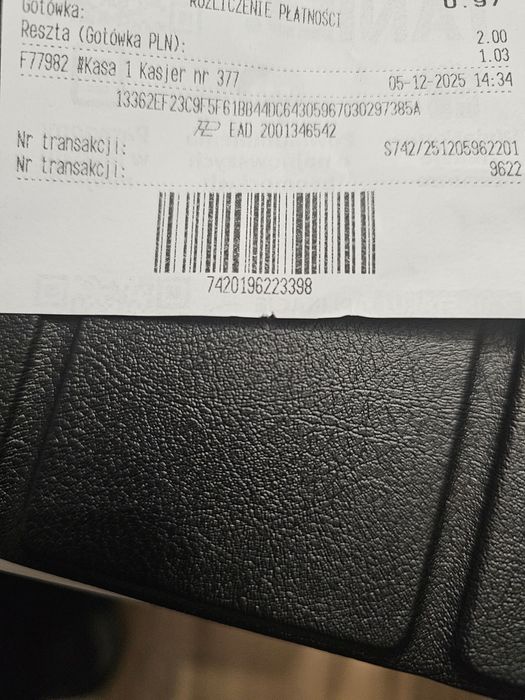 ROZLICZENIE PŁATNOŚCI
Gotówka: 2.00
Reszta (Gotówka PLN): 1.03
F77982 #Kasa 1 Kasjer nr 377 05-12-2025 14:34
13362EF23C9F5F61BB44DC64305967030297385A
EAD 2001346542
Nr transakcji: S742/251205962201
Nr transakcji: 9622
7420196223398